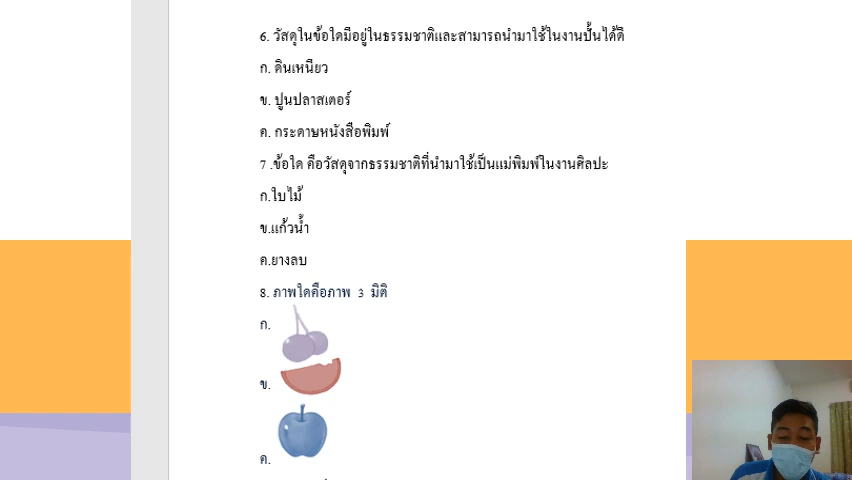 6. วัสดุในข้อใดมีอยู่ในธรรมชาติและสามารถนำมาใช้ในงานปั้นได้ดี
ก. ดินเหนียว
ข. ปูนปลาสเตอร์
ค. กระดาษหนังสือพิมพ์
7 .ข้อใด คือวัสดุจากธรรมชาติที่นำมาใช้เป็นแม่พิมพ์ในงานศิลปะ
ก.ใบไม้
ข.แก้วน้ำ
ค.ยางลบ
8. ภาพใดคือภาพ 3 มิติ
ก.
ข.
ค.